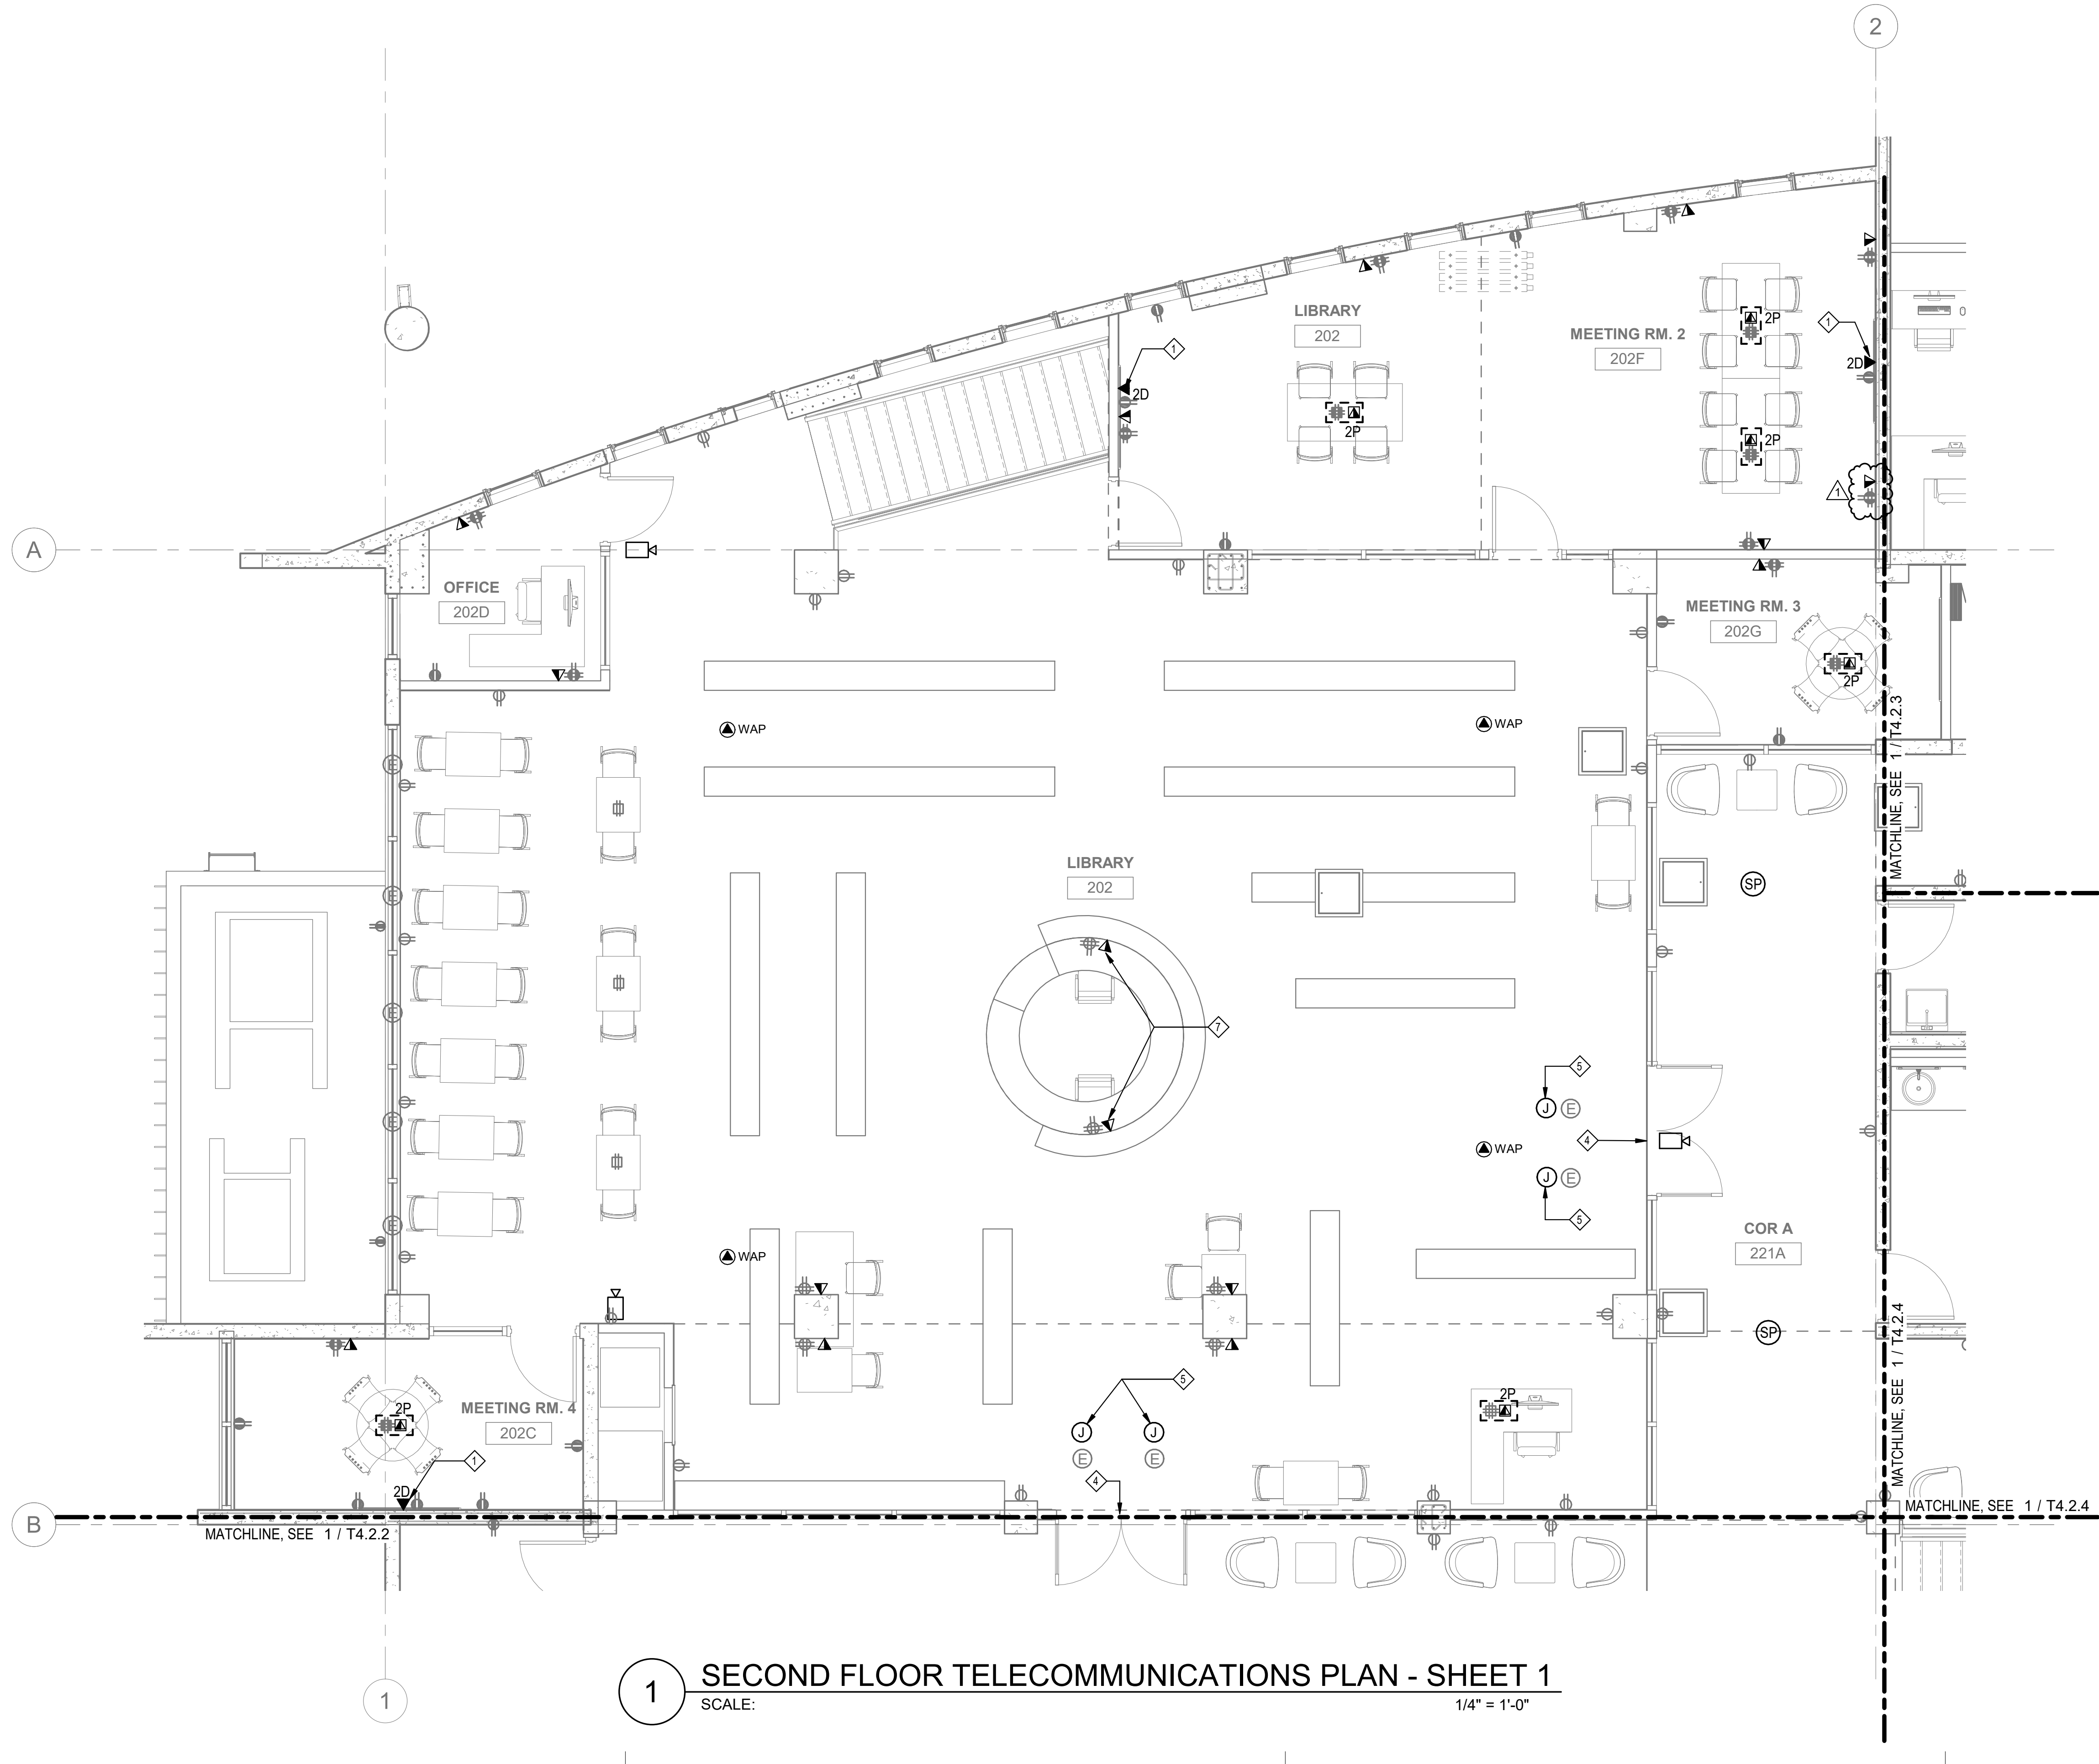 2
LIBRARY
202
MEETING RM. 2
202F
2P
1
1
2D
2D
2P
2P
1
A
OFFICE
202D
MEETING RM. 3
202G
2P
WAP
WAP
MATCHLINE, SEE 1 / T4.2.3
E
LIBRARY
202
SP
E
E
7
5
J
E
4
WAP
E
J
E
5
E
COR A
221A
WAP
SP
MATCHLINE, SEE 1 / T4.2.4
5
2P
2P
MEETING RM. 4
202C
J
J
E
E
1
4
2D
MATCHLINE, SEE 1 / T4.2.4
B
MATCHLINE, SEE 1 / T4.2.2
1
1
SECOND FLOOR TELECOMMUNICATIONS PLAN - SHEET 1
SCALE:
1/4" = 1'-0"